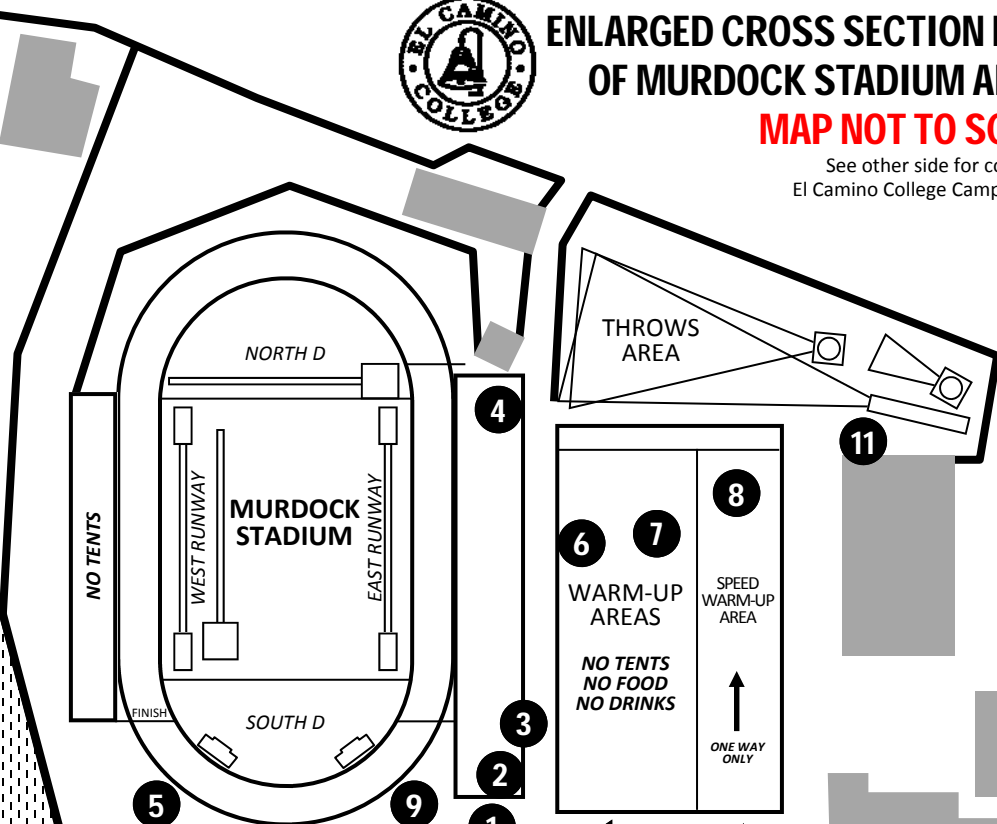 EL CAMINO
COLLEGE
ENLARGED CROSS SECTION
OF MURDOCK STADIUM
MAP NOT TO
See other side for
El Camino College
THROWS
AREA
NORTH D
4
11
8
MURDOCK
STADIUM
WEST RUNWAY
EAST RUNWAY
NO TENTS
6
7
WARM-UP
AREAS
SPEED
WARM-UP
AREA
NO TENTS
NO FOOD
NO DRINKS
FINISH
SOUTH D
3
ONE WAY
ONLY
2
5
9
1